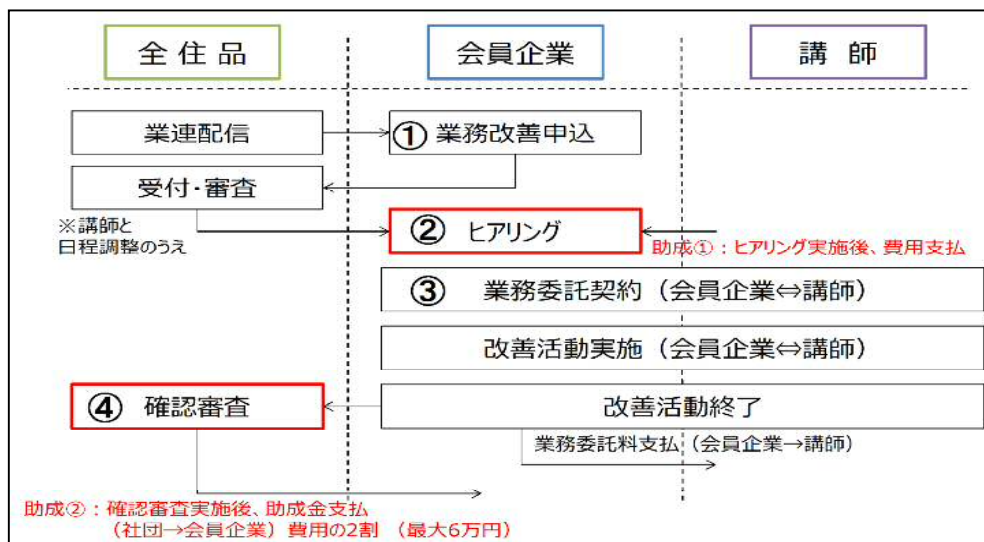 全住品
会員企業
講師
業連配信
① 業務改善申込
受付・審査
※講師と
日程調整のうえ
② ヒアリング
助成①：ヒアリング実施後、費用支払
③ 業務委託契約（会員企業⇔講師）
改善活動実施（会員企業⇔講師）
④ 確認審査
改善活動終了
業務委託料支払（会員企業→講師）
助成②：確認審査実施後、助成金支払
（社団→会員企業）費用の2割（最大6万円）